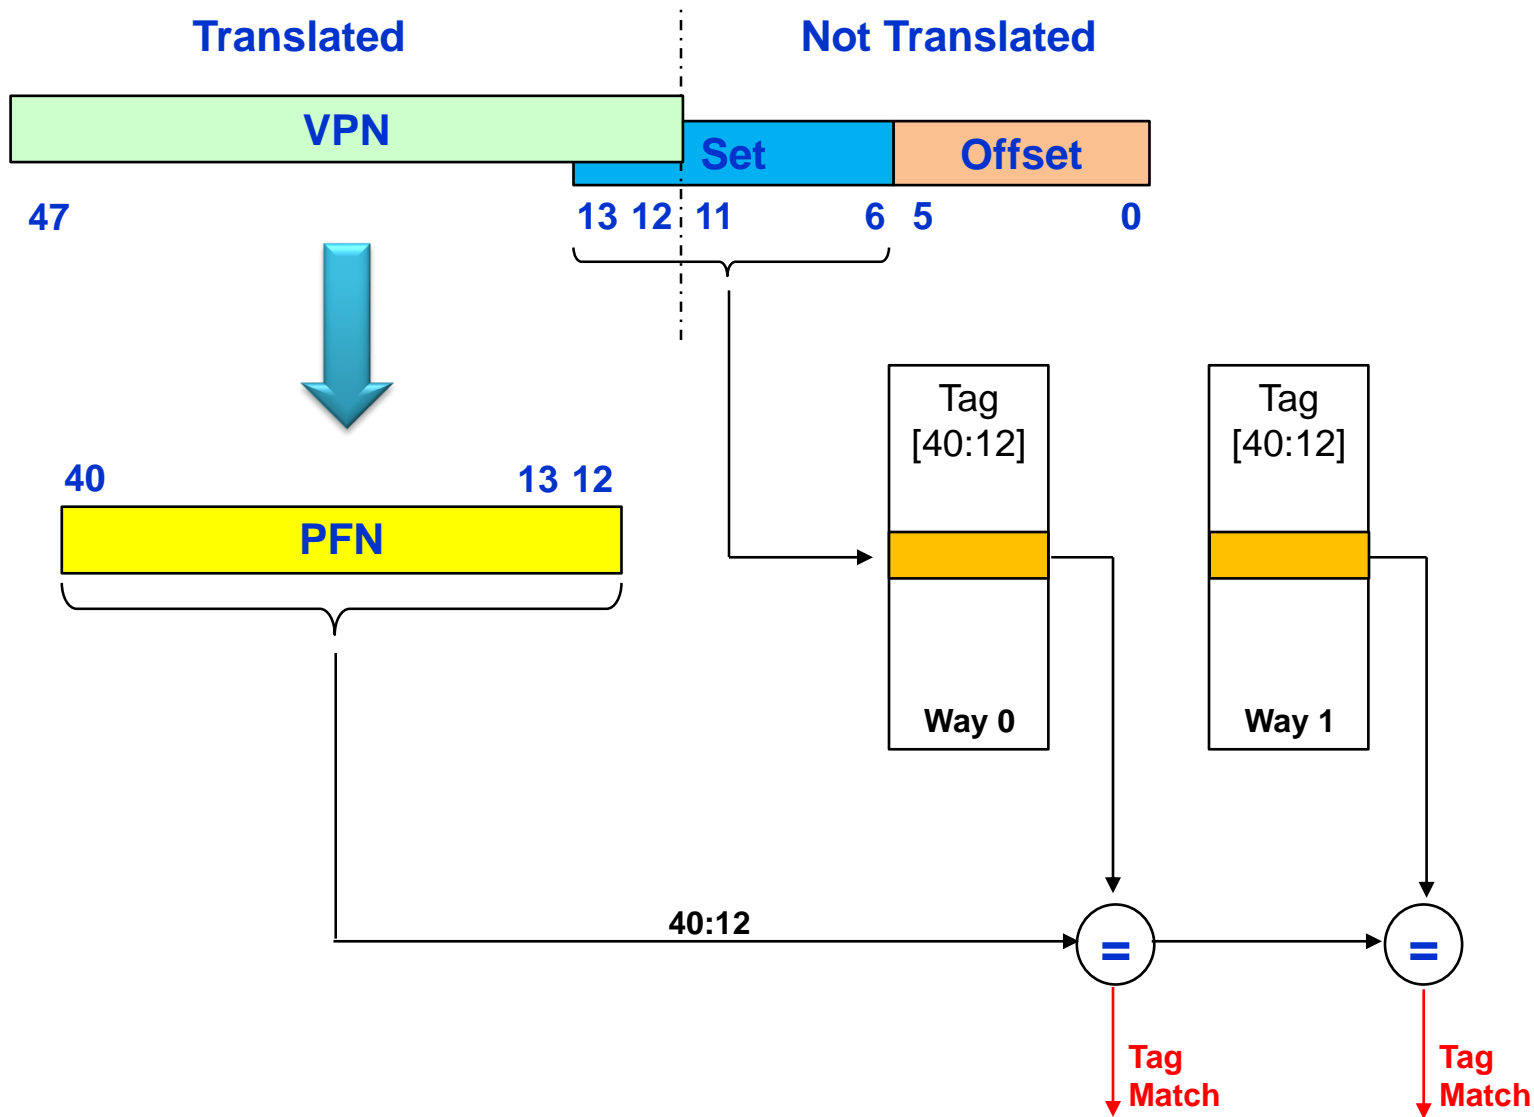 Translated
Not Translated
VPN
Set
Offset
47
13 12 11 6 5 0
Tag
[40:12]
Tag
[40:12]
40 13 12
PFN
Way 0
Way 1
40:12
=
=
Tag
Match
Tag
Match